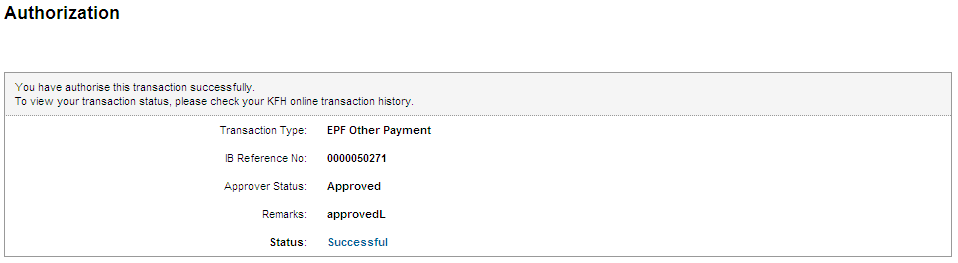 Authorization
You have authorise this transaction successfully.
To view your transaction status, please check your KFH online transaction history.
Transaction Type: EPF Other Payment
IB Reference No: 0000050271
Approver Status: Approved
Remarks: approvedL
Status: Successful